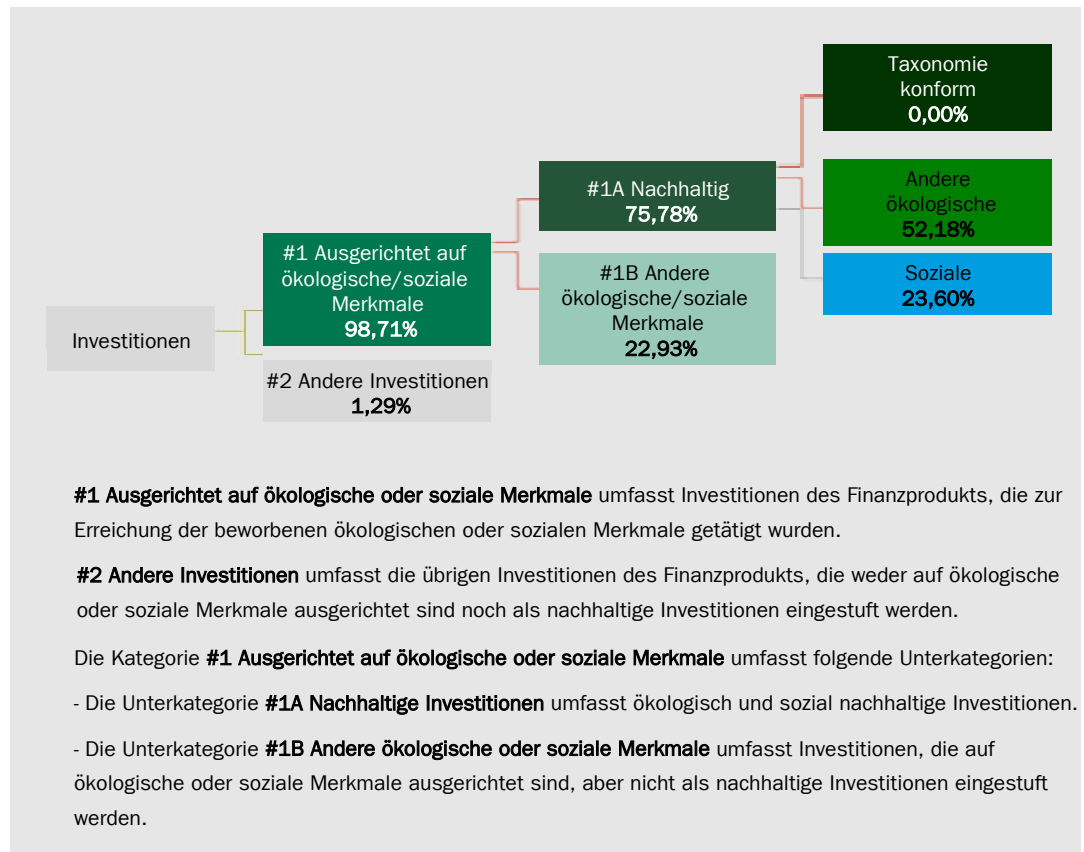 Taxonomie
konform
0,00%
#1A Nachhaltig
75,78%
Andere
ökologische
52,18%
#1 Ausgerichtet auf
ökologische/soziale
Merkmale
98,71%
#1B Andere
ökologische/soziale
Merkmale
22,93%
Soziale
23,60%
Investitionen
#2 Andere Investitionen
1,29%
#1 Ausgerichtet auf ökologische oder soziale Merkmale umfasst Investitionen des Finanzprodukts, die zur
Erreichung der beworbenen ökologischen oder sozialen Merkmale getätigt wurden.
#2 Andere Investitionen umfasst die übrigen Investitionen des Finanzprodukts, die weder auf ökologische
oder soziale Merkmale ausgerichtet sind noch als nachhaltige Investitionen eingestuft werden.
Die Kategorie #1 Ausgerichtet auf ökologische oder soziale Merkmale umfasst folgende Unterkategorien:
- Die Unterkategorie #1A Nachhaltige Investitionen umfasst ökologisch und sozial nachhaltige Investitionen.
- Die Unterkategorie #1B Andere ökologische oder soziale Merkmale umfasst Investitionen, die auf
ökologische oder soziale Merkmale ausgerichtet sind, aber nicht als nachhaltige Investitionen eingestuft
werden.